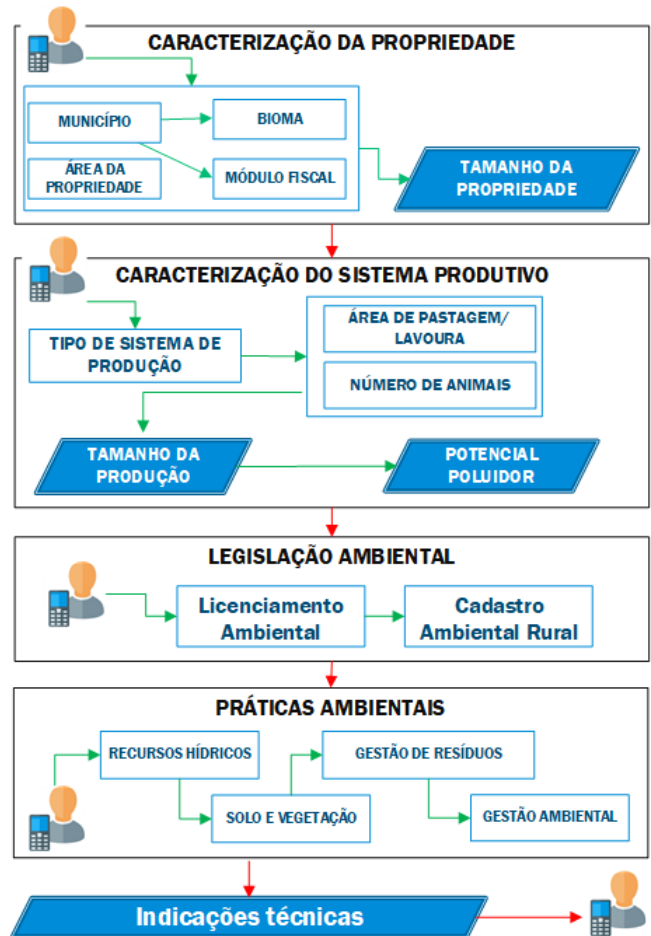 CARACTERIZAÇÃO DA PROPRIEDADE
MUNICÍPIO
BIOMA
ÁREA DA
PROPRIEDADE
MÓDULO FISCAL
TAMANHO DA
PROPRIEDADE
CARACTERIZAÇÃO DO SISTEMA PRODUTIVO
TIPO DE SISTEMA DE
PRODUÇÃO
ÁREA DE PASTAGEM/
LAVOURA
NÚMERO DE ANIMAIS
TAMANHO DA
PRODUÇÃO
POTENCIAL
POLUIDOR
LEGISLAÇÃO AMBIENTAL
Licenciamento
Ambiental
Cadastro
Ambiental Rural
PRÁTICAS AMBIENTAIS
RECURSOS HÍDRICOS
SOLO E VEGETAÇÃO
GESTÃO DE RESÍDUOS
GESTÃO AMBIENTAL
Indicações técnicas